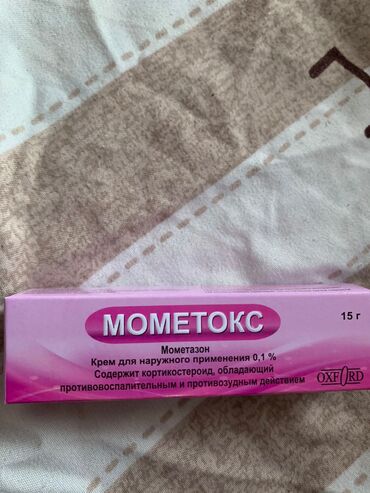 МОМЕТОКС
15 г
Мометазон
Крем для наружного применения 0,1 %
Содержит кортикостероид, обладающий
противовоспалительным и противозудным действием
OXFORD